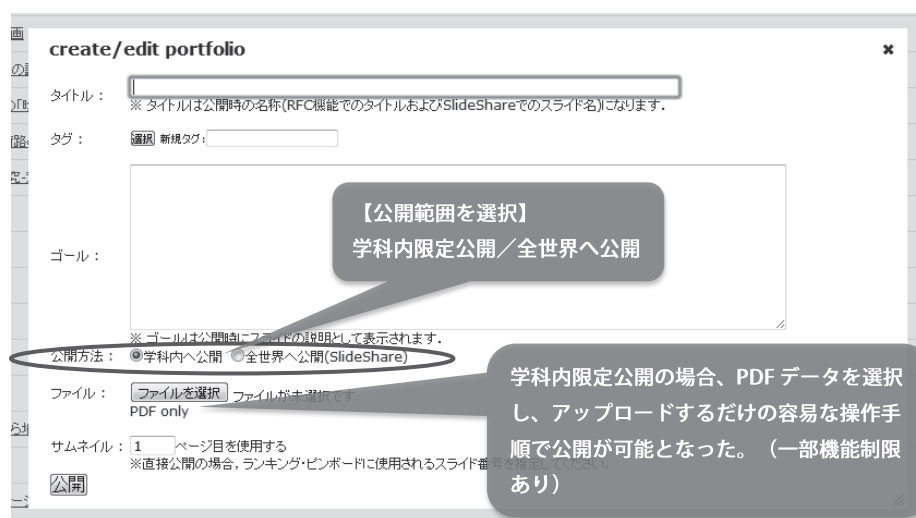 画
create/edit portfolio
タイトル：
※ タイトルは公開時の名称(RFC機能でのタイトルおよびSlideShareでのスライド名)になります.
タグ：
選択 新規タグ:
【公開範囲を選択】
学科内限定公開／全世界へ公開
ゴール：
※ ゴールは公開時にスライドの説明として表示されます.
公開方法：
学科内へ公開 全世界へ公開(SlideShare)
ファイル：
ファイルを選択 ファイルが未選択です
PDF only
学科内限定公開の場合、PDF データを選択
し、アップロードするだけの容易な操作手
順で公開が可能となった。（一部機能制限
あり）
サムネイル：
1 ページ目を使用する
※直接公開の場合, ランキング・ピンボードに使用されるスライド番号を指定してください.
公開